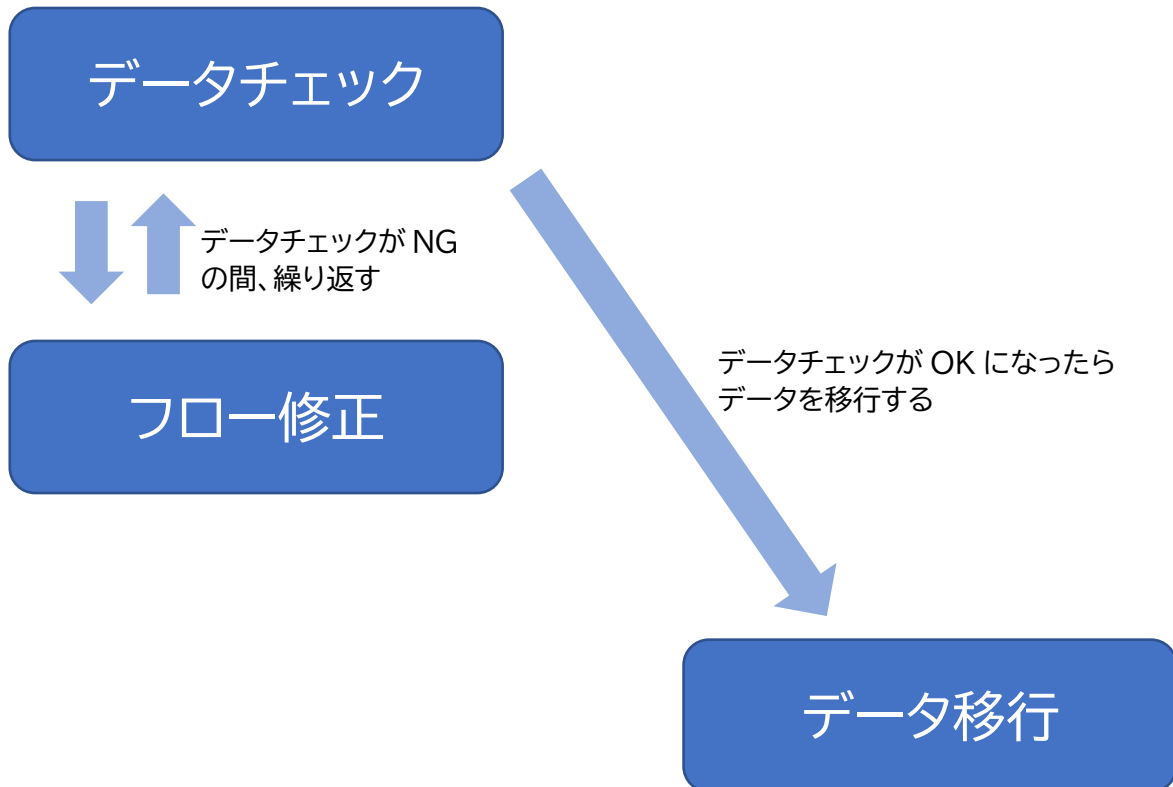 データチェック
データチェックが NG
の間、繰り返す
フロー修正
データチェックが OK になったら
データを移行する
データ移行